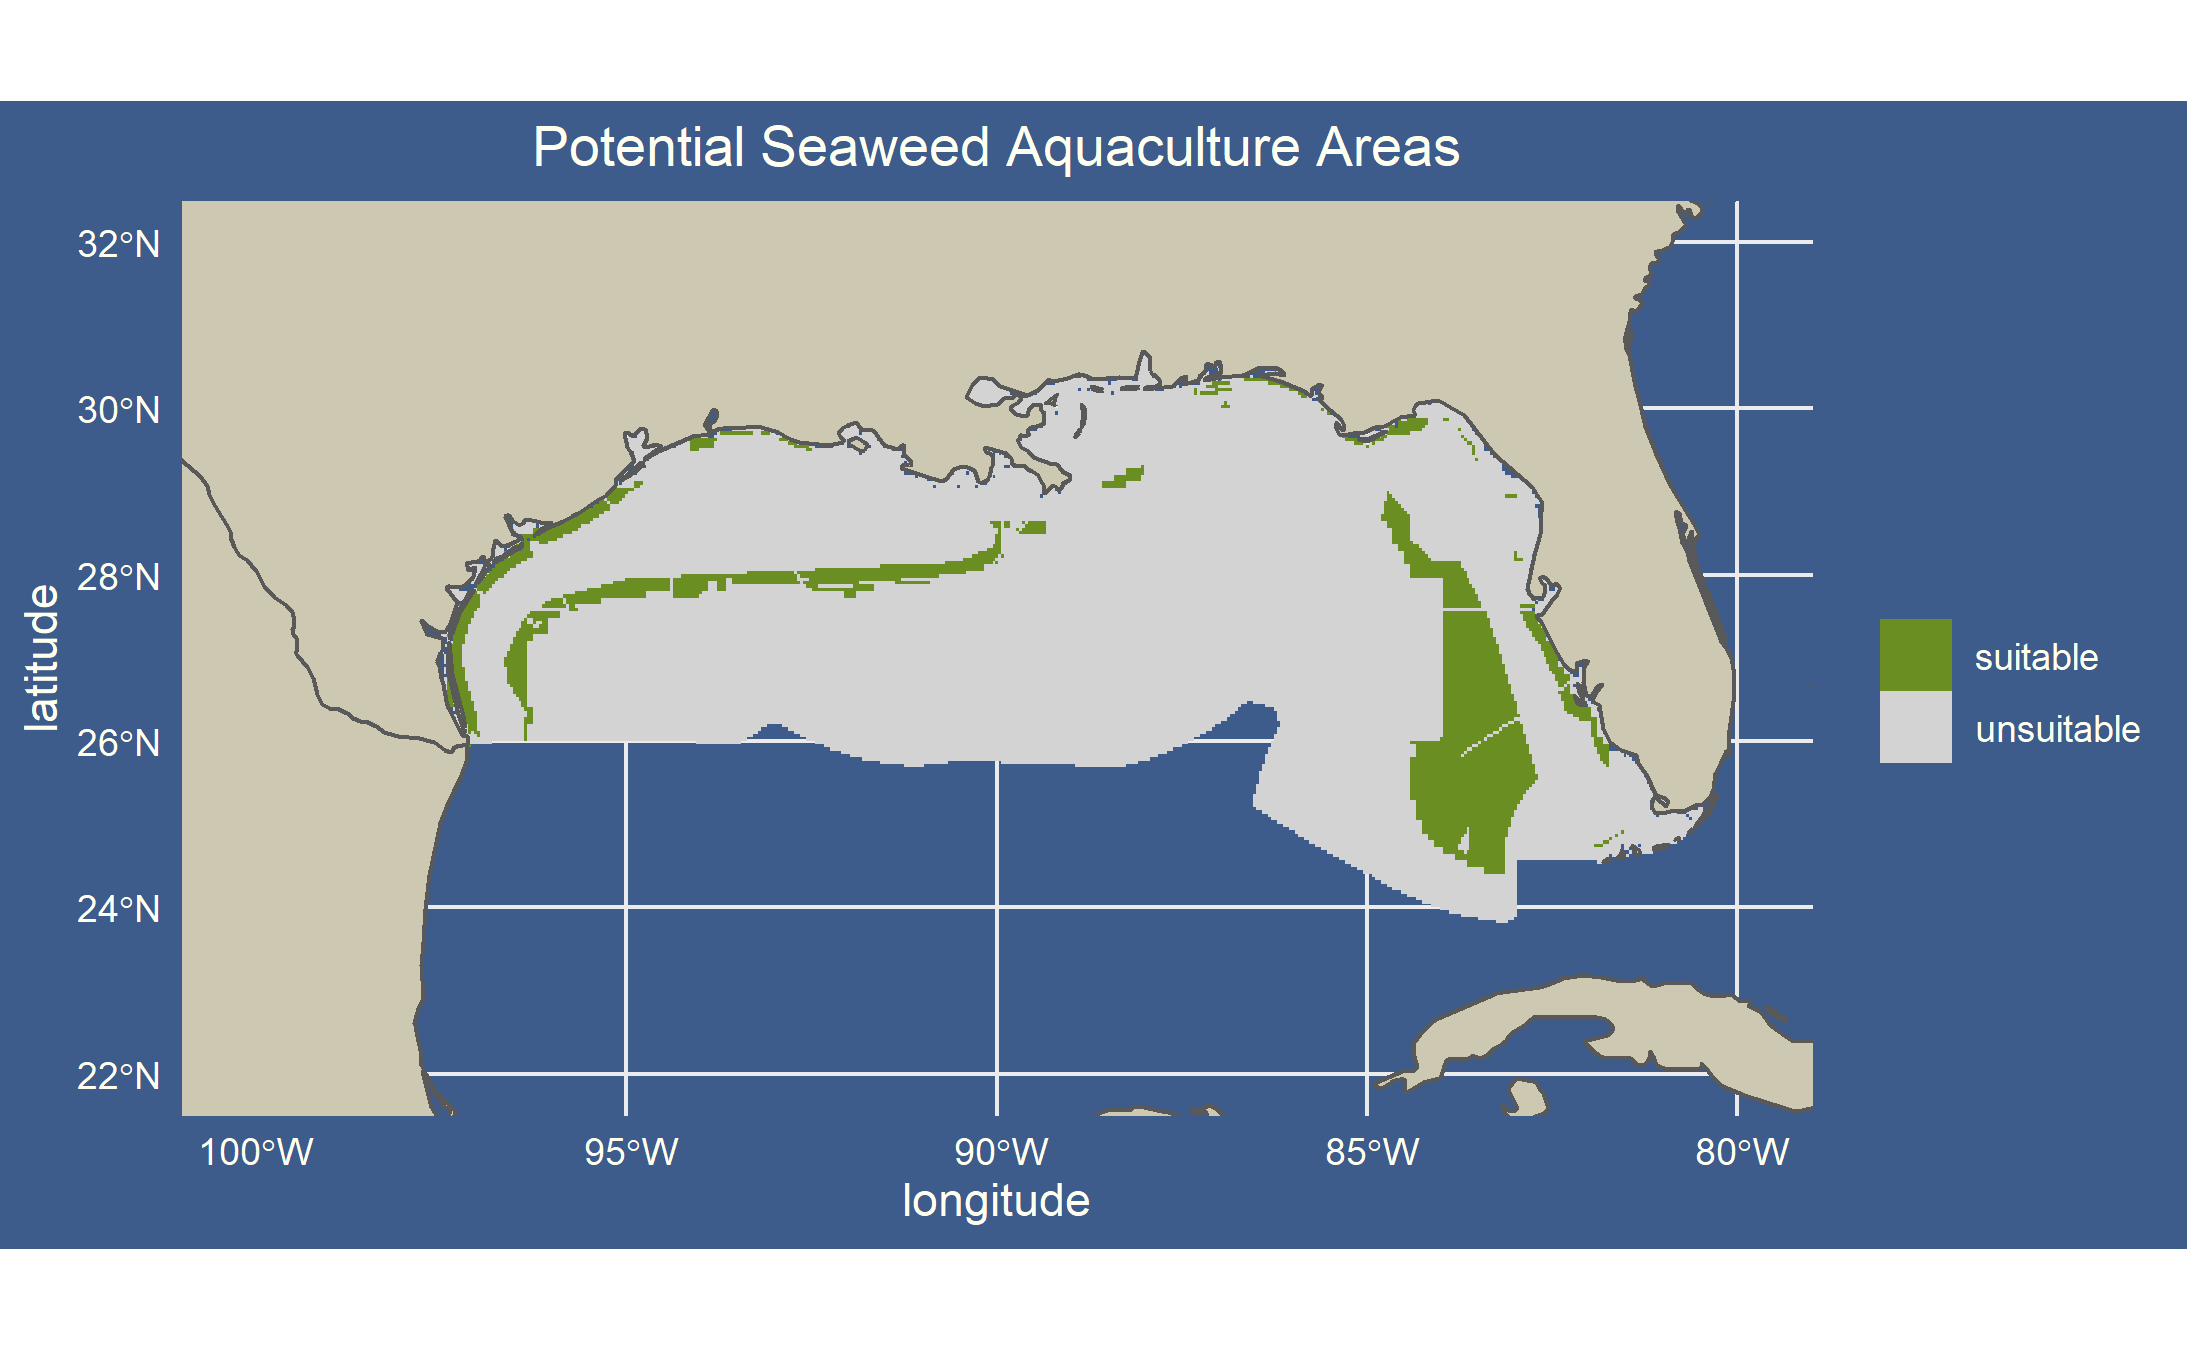 Potential Seaweed Aquaculture Areas
32°N
30°N
28°N
26°N
24°N
22°N
latitude
100°W
95°W
90°W
85°W
80°W
longitude
suitable
unsuitable